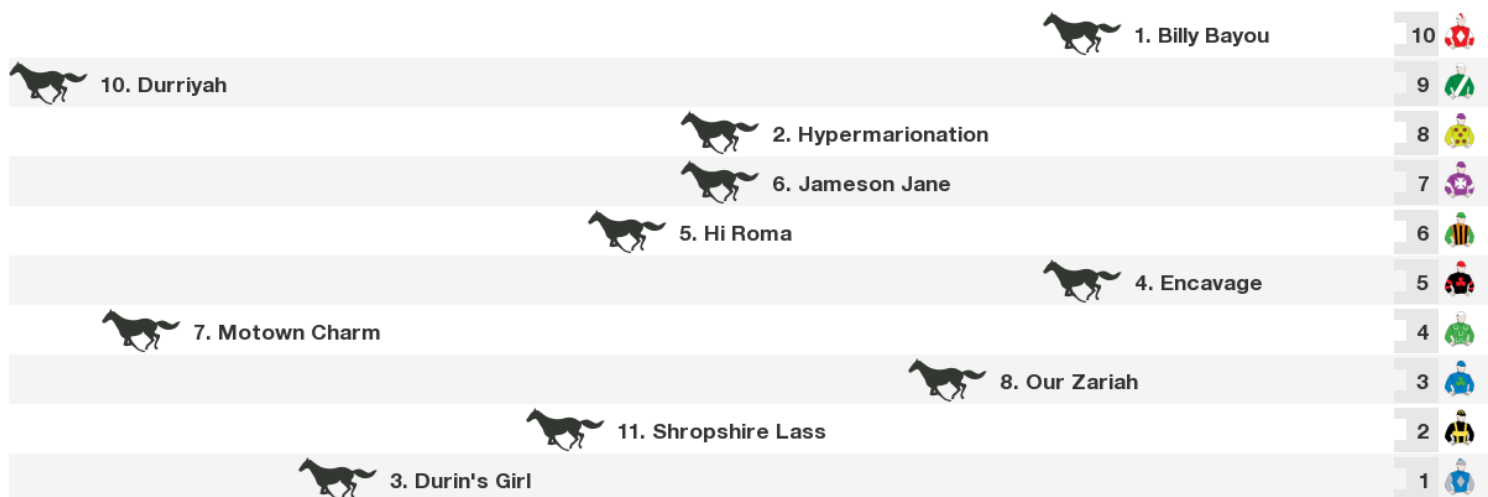 1. Billy Bayou 10
10. Durriyah 9
2. Hypermarionation 8
6. Jameson Jane 7
5. Hi Roma 6
4. Encavage 5
7. Motown Charm 4
8. Our Zariah 3
11. Shropshire Lass 2
3. Durin's Girl 1